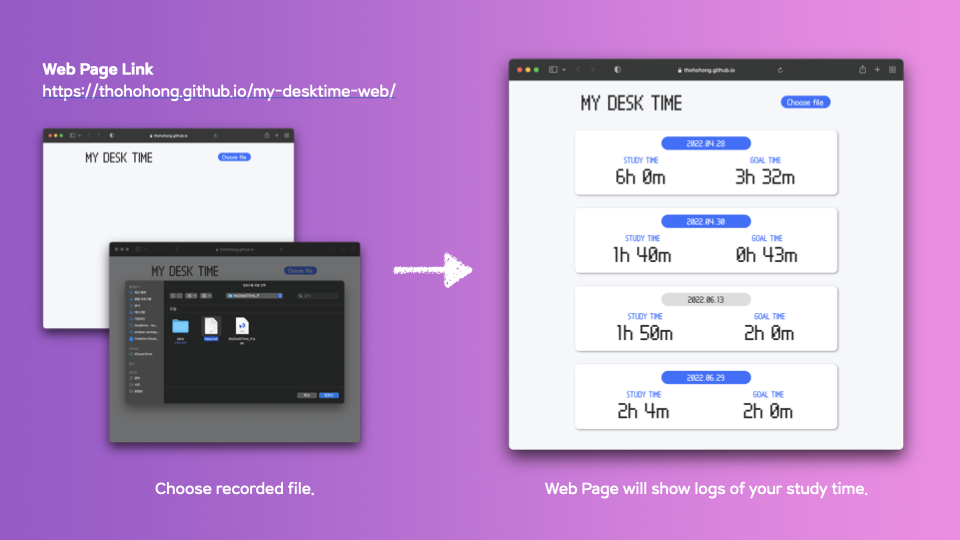 Web Page Link
https://thohohong.github.io/my-desktime-web/
thohohong.github.io
MY DESK TIME
Choose file
thohohong.github.io
MY DESK TIME
Choose file
MyDeskTime_P
data
input.txt
Choose recorded file.
thohohong.github.io
MY DESK TIME
Choose file
2022.04.28
STUDY TIME GOAL TIME
6h 0m 3h 32m
2022.04.30
STUDY TIME GOAL TIME
1h 40m 0h 43m
2022.06.13
STUDY TIME GOAL TIME
1h 50m 2h 0m
2022.06.29
STUDY TIME GOAL TIME
2h 4m 2h 0m
Web Page will show logs of your study time.